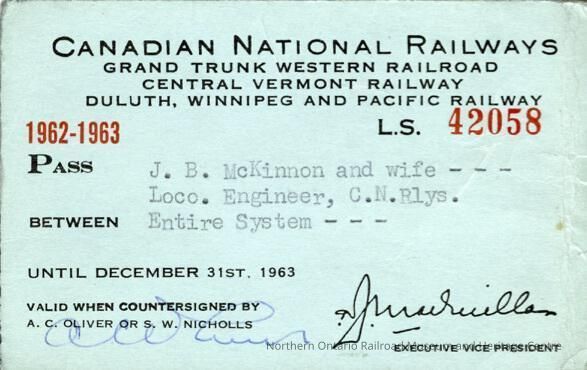 CANADIAN NATIONAL RAILWAYS
GRAND TRUNK WESTERN RAILROAD
CENTRAL VERMONT RAILWAY
DULUTH, WINNIPEG AND PACIFIC RAILWAY
1962-1963 L.S. 42058
PASS J. B. McKinnon and wife - - -
Loco. Engineer, C.N.Rlys.
BETWEEN Entire System - - -
UNTIL DECEMBER 31ST, 1963
VALID WHEN COUNTERSIGNED BY
A. C. OLIVER OR S. W. NICHOLLS
Northern Ontario Railroad Museum and Heritage Centre
EXECUTIVE VICE PRESIDENT